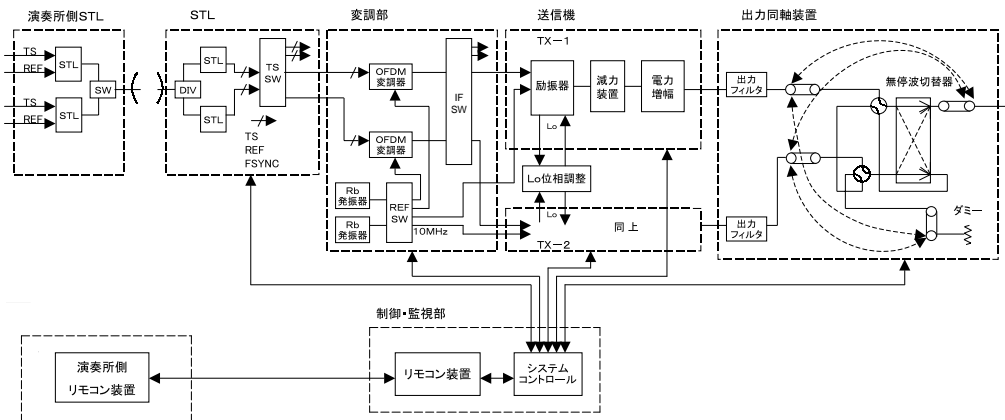 演奏所側STL
STL
変調部
送信機
出力同軸装置
TS
REF
TS
REF
STL
STL
SW
DIV
STL
STL
TS
SW
TS
REF
FSYNC
OFDM
変調器
OFDM
変調器
IF
SW
Rb
発振器
Rb
発振器
REF
SW
10MHz
TX-1
励振器
減力
装置
電力
増幅
Lo
Lo位相調整
Lo
同上
TX-2
出力
フィルタ
出力
フィルタ
無停波切替器
ダミー
制御・監視部
演奏所側
リモコン装置
リモコン装置
システム
コントロール